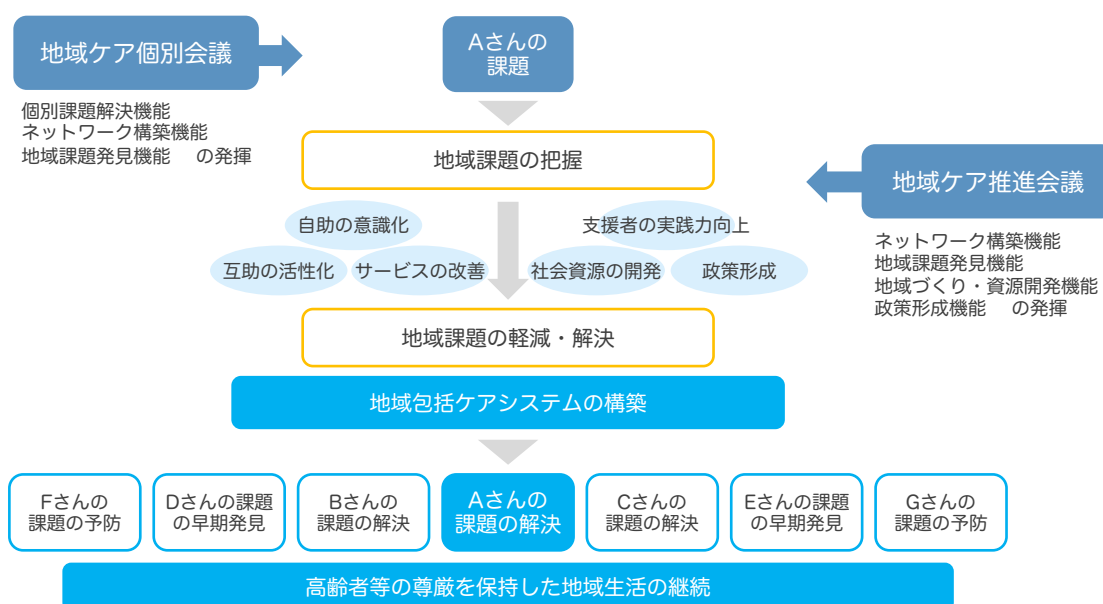 地域ケア個別会議
個別課題解決機能
ネットワーク構築機能
地域課題発見機能　の発揮
Aさんの
課題
地域課題の把握
地域ケア推進会議
ネットワーク構築機能
地域課題発見機能
地域づくり・資源開発機能
政策形成機能　の発揮
自助の意識化
支援者の実践力向上
互助の活性化
サービスの改善
社会資源の開発
政策形成
地域課題の軽減・解決
地域包括ケアシステムの構築
Fさんの
課題の予防
Dさんの課題
の早期発見
Bさんの
課題の解決
Aさんの
課題の解決
Cさんの
課題の解決
Eさんの課題
の早期発見
Gさんの
課題の予防
高齢者等の尊厳を保持した地域生活の継続